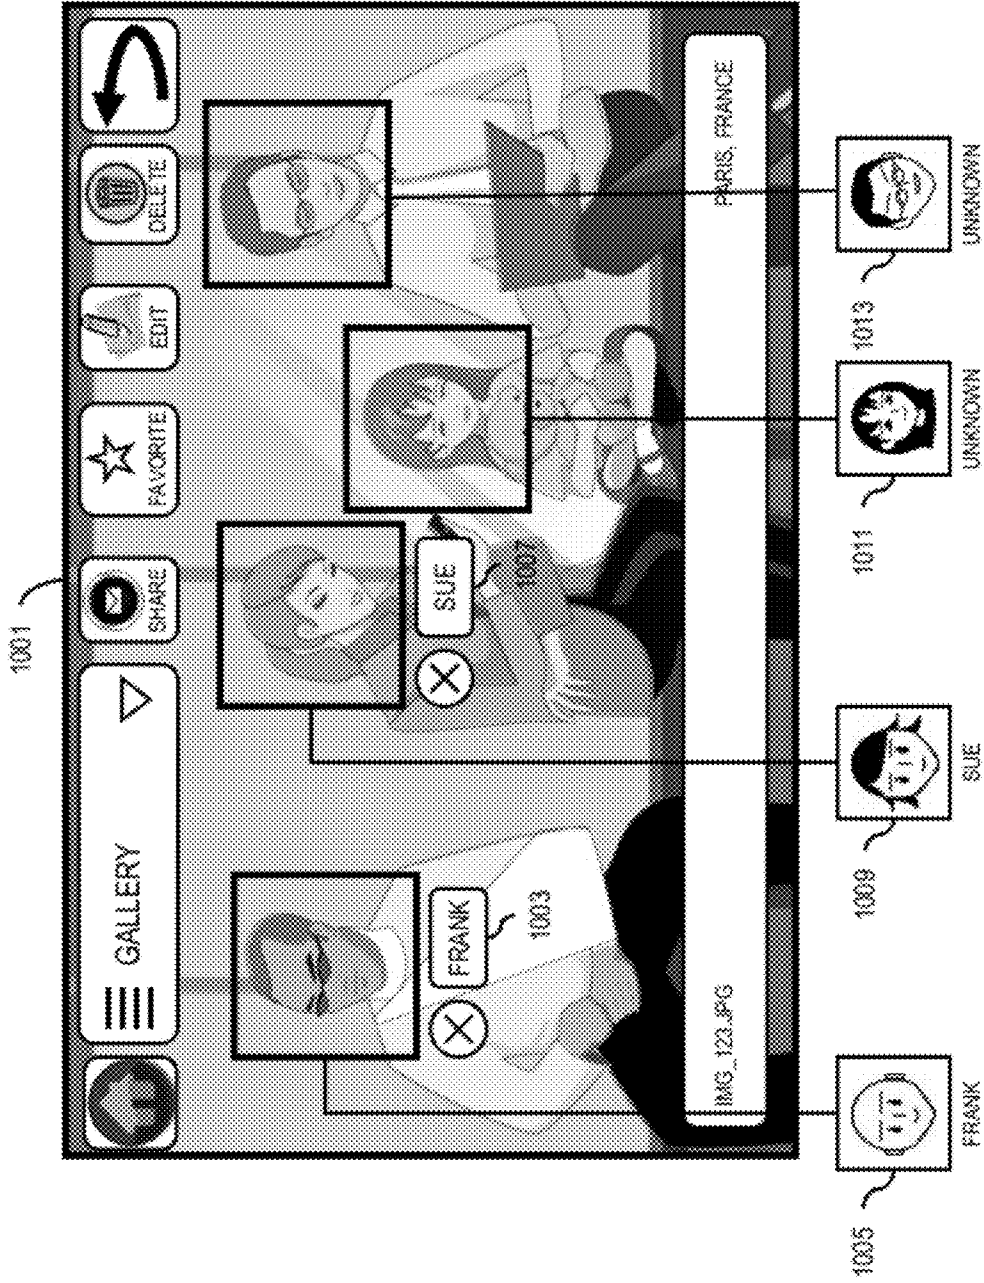 1001
GALLERY
SHARE
FAVORITE
EDIT
DELETE
FRANK
1003
SUE
1007
IMG_123.JPG
PARIS, FRANCE
1005
FRANK
1009
SUE
1011
UNKNOWN
1013
UNKNOWN